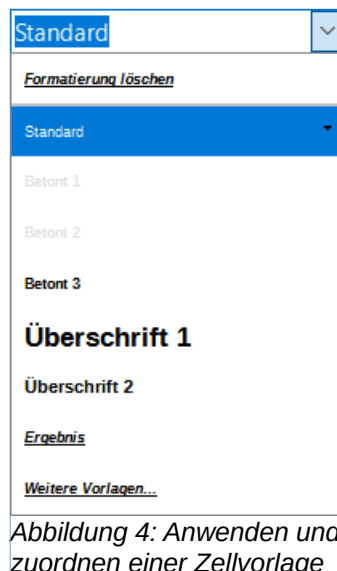 Standard
Formatierung löschen
Standard
Betont 1
Betont 2
Betont 3
Überschrift 1
Überschrift 2
Ergebnis
Weitere Vorlagen...
Abbildung 4: Anwenden und
zuordnen einer Zellvorlage